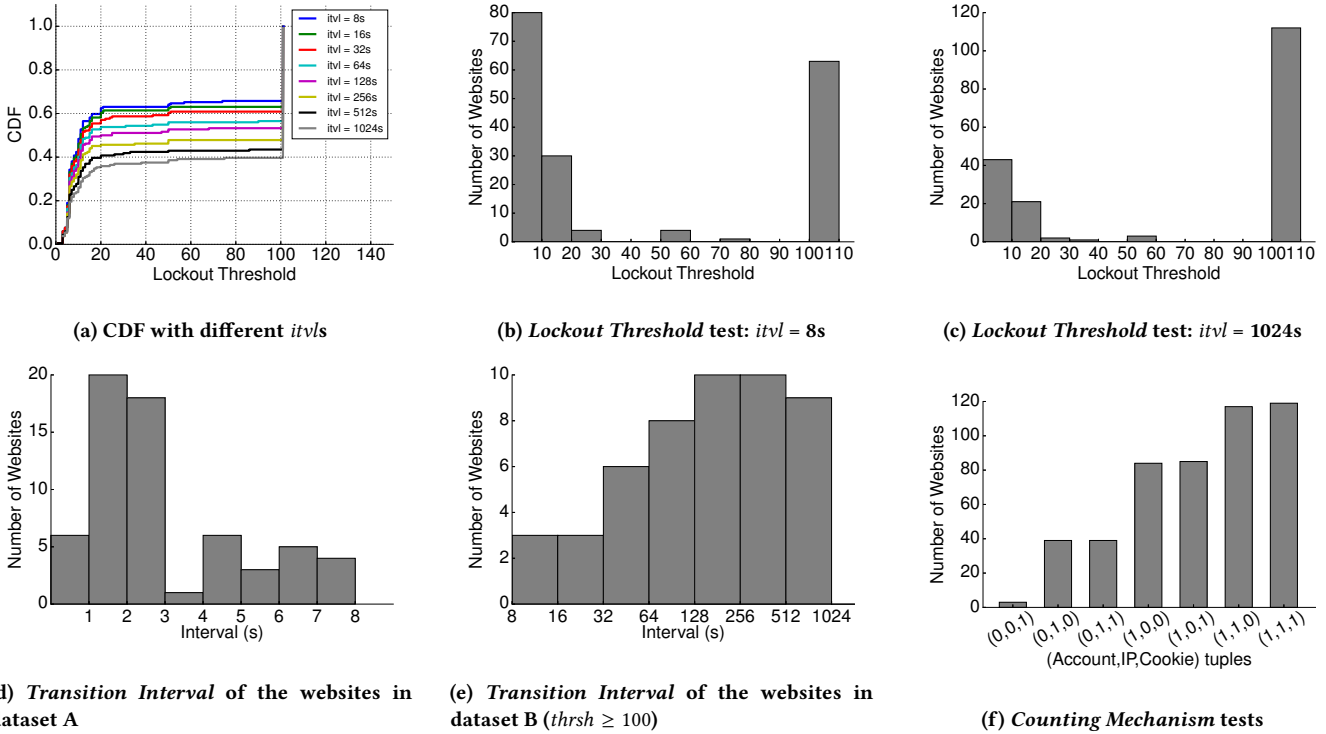 1.0
0.8
0.6
0.4
0.2
0.0
CDF
0 20 40 60 80 100 120 140
Lockout Threshold
itvl = 8s
itvl = 16s
itvl = 32s
itvl = 64s
itvl = 128s
itvl = 256s
itvl = 512s
itvl = 1024s
(a) CDF with different itvls
80
70
60
50
40
30
20
10
0
Number of Websites
10 20 30 40 50 60 70 80 90 100110
Lockout Threshold
(b) Lockout Threshold test: itvl = 8s
120
100
80
60
40
20
0
Number of Websites
10 20 30 40 50 60 70 80 90 100110
Lockout Threshold
(c) Lockout Threshold test: itvl = 1024s
20
15
10
5
0
Number of Websites
1 2 3 4 5 6 7 8
Interval (s)
d) Transition Interval of the websites in
dataset A
10
8
6
4
2
0
Number of Websites
8 16 32 64 128 256 512 1024
Interval (s)
(e) Transition Interval of the websites in
dataset B (thrsh ≥ 100)
120
100
80
60
40
20
0
Number of Websites
(0,0,1) (0,1,0) (0,1,1) (1,0,0) (1,0,1) (1,1,0) (1,1,1)
(Account,IP,Cookie) tuples
(f) Counting Mechanism tests